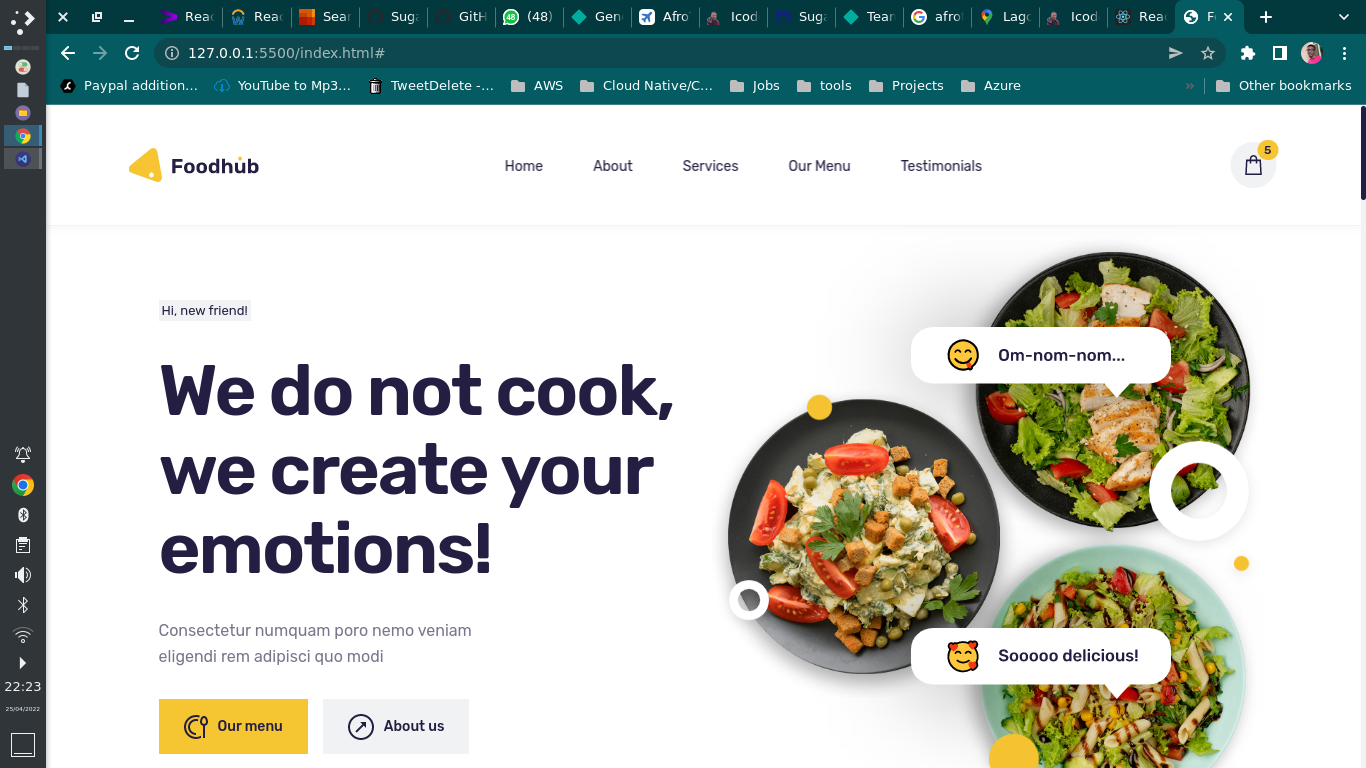 Reac
Reac
Sear
Suga
GitH
(48)
Gen
Afro
Icod
Suga
Tear
afro
Lago
Icod
Reac
F
127.0.0.1:5500/index.html#
Paypal addition...
YouTube to Mp3...
TweetDelete -...
AWS
Cloud Native/C...
Jobs
tools
Projects
Azure
»
Other bookmarks
Foodhub
Home
About
Services
Our Menu
Testimonials
5
Hi, new friend!
We do not cook,
we create your
emotions!
Om-nom-nom...
Consectetur numquam poro nemo veniam
eligendi rem adipisci quo modi
Sooooo delicious!
Our menu
About us
22:23
25/04/2022